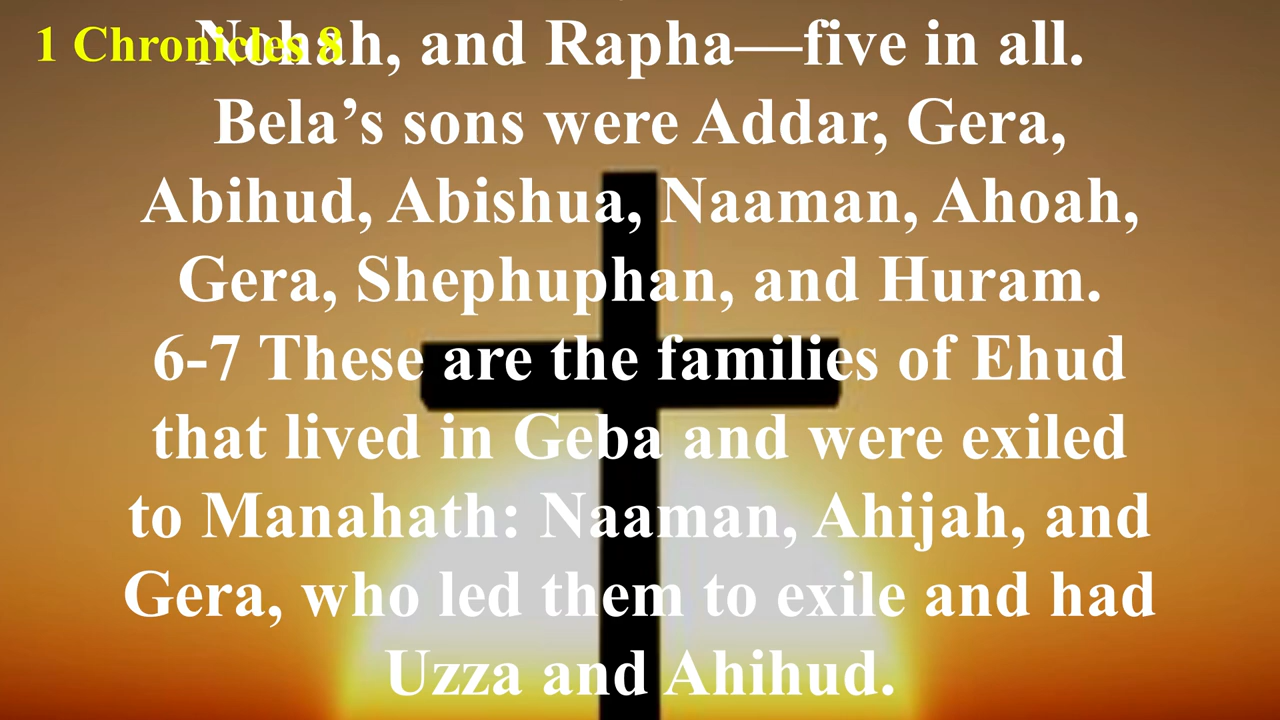 1 Chronicles 8
Nohah, and Rapha—five in all.
Bela’s sons were Addar, Gera,
Abihud, Abishua, Naaman, Ahoah,
Gera, Shephuphan, and Huram.
6-7 These are the families of Ehud
that lived in Geba and were exiled
to Manahath: Naaman, Ahijah, and
Gera, who led them to exile and had
Uzza and Ahihud.